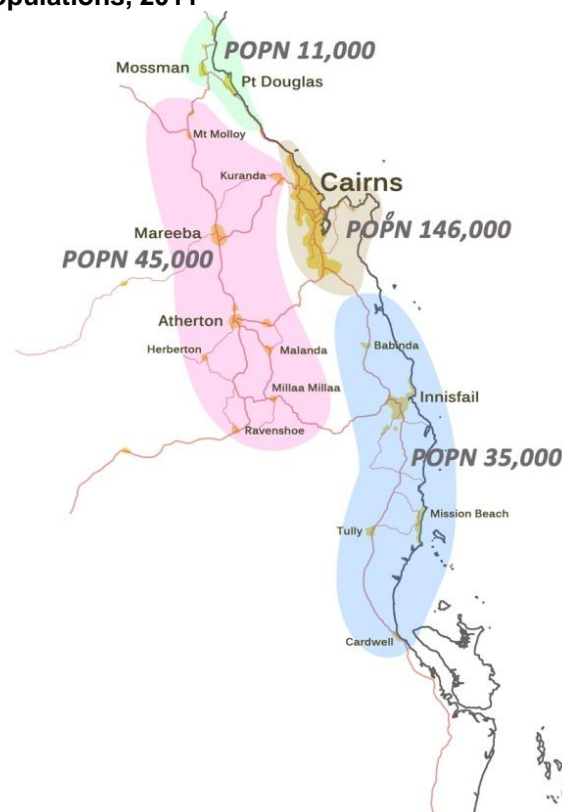 POPN 11,000
Mossman
Pt Douglas
Mt Molloy
Kuranda
Cairns
Mareeba
POPN 146,000
POPN 45,000
Atherton
Babinda
Herberton
Malanda
Millaa Millaa
Innisfail
Ravenshoe
POPN 35,000
Mission Beach
Tully
Cardwell